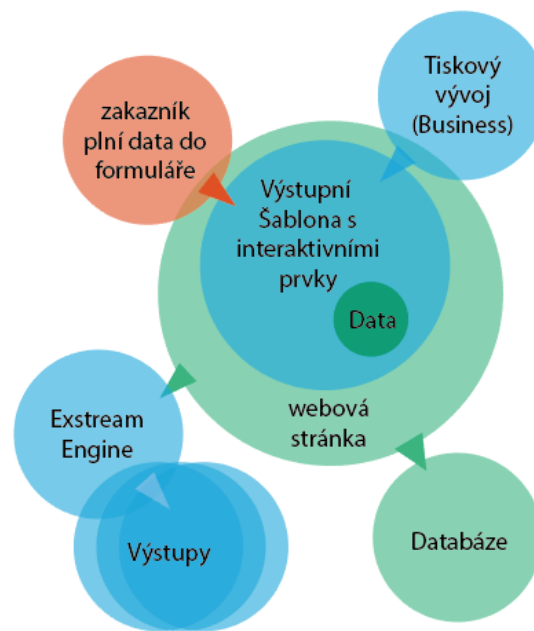 Tiskový
vývoj
(Business)
zakazník
plní data do
formuláře
Výstupní
Šablona s
interaktivními
prvky
Data
webová
stránka
Exstream
Engine
Výstupy
Databáze